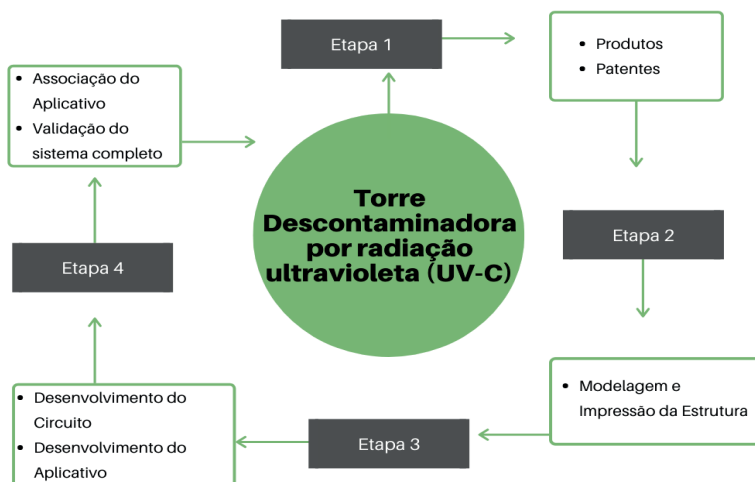 Etapa 1
• Produtos
• Patentes
Etapa 2
• Modelagem e
Impressão da Estrutura
Etapa 3
• Desenvolvimento do
Circuito
• Desenvolvimento do
Aplicativo
Etapa 4
• Associação do
Aplicativo
• Validação do
sistema completo
Torre
Descontaminadora
por radiação
ultravioleta (UV-C)